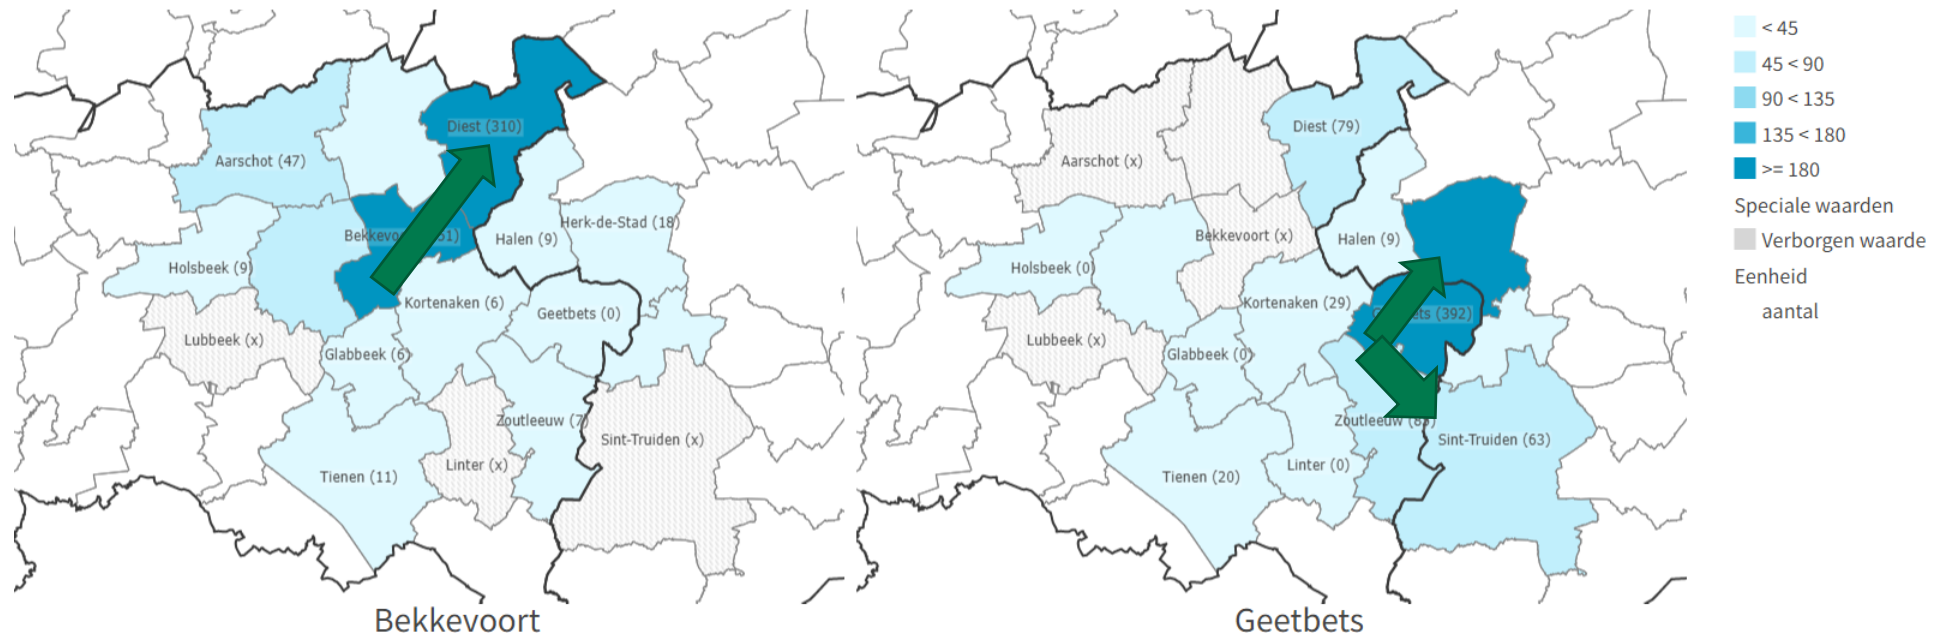 Diest (310)
Aarschot (47)
Herk-de-Stad (18)
Halen (9)
Holsbeek (9)
Kortenaken (6)
Geetbets (0)
Lubbeek (x)
Glabbeek (6)
Zoutleeuw (7)
Sint-Truiden (x)
Linter (x)
Tienen (11)
Bekkevoort
Diest (79)
Aarschot (x)
Bekkevoort (x)
Halen (9)
Holsbeek (0)
Kortenaken (29)
Lubbeek (x)
Glabbeek (0)
Zoutleeuw
Sint-Truiden (63)
Linter (0)
Tienen (20)
Geetbets
< 45
45 < 90
90 < 135
135 < 180
>= 180
Speciale waarden
Verborgen waarde
Eenheid
aantal